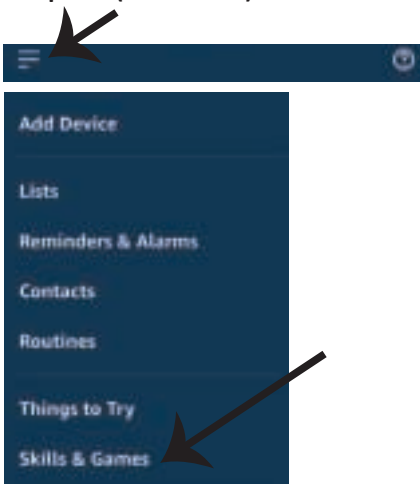 Add Device
Lists
Reminders & Alarms
Contacts
Routines
Things to Try
Skills & Games